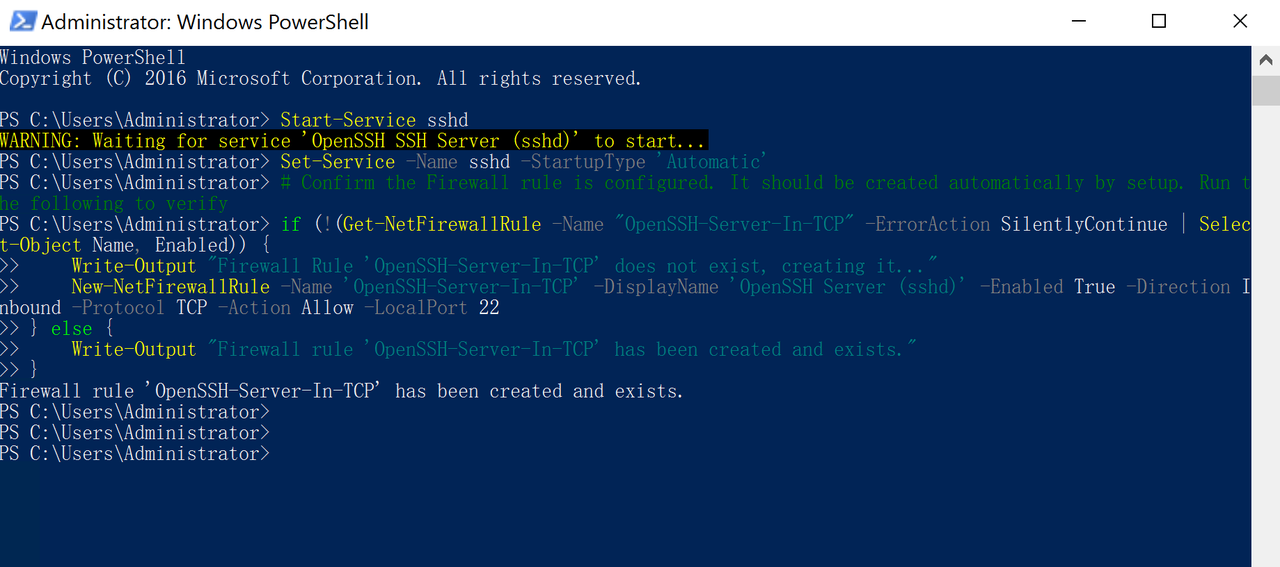 Administrator: Windows PowerShell
Windows PowerShell
Copyright (C) 2016 Microsoft Corporation. All rights reserved.
PS C:\Users\Administrator> Start-Service sshd
WARNING: Waiting for service 'OpenSSH SSH Server (sshd)' to start...
PS C:\Users\Administrator> Set-Service -Name sshd -StartupType 'Automatic'
PS C:\Users\Administrator> # Confirm the Firewall rule is configured. It should be created automatically by setup. Run t
he following to verify
PS C:\Users\Administrator> if (!(Get-NetFirewallRule -Name "OpenSSH-Server-In-TCP" -ErrorAction SilentlyContinue | Selec
t-Object Name, Enabled)) {
>>     Write-Output "Firewall Rule 'OpenSSH-Server-In-TCP' does not exist, creating it..."
>>     New-NetFirewallRule -Name 'OpenSSH-Server-In-TCP' -DisplayName 'OpenSSH Server (sshd)' -Enabled True -Direction I
nbound -Protocol TCP -Action Allow -LocalPort 22
>> } else {
>>     Write-Output "Firewall rule 'OpenSSH-Server-In-TCP' has been created and exists."
>> }
Firewall rule 'OpenSSH-Server-In-TCP' has been created and exists.
PS C:\Users\Administrator>
PS C:\Users\Administrator>
PS C:\Users\Administrator>